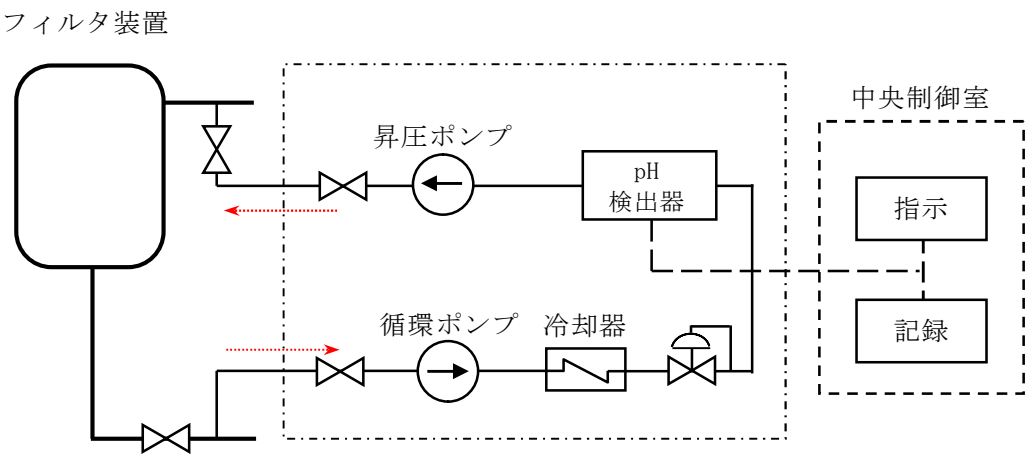 フィルタ装置
中央制御室
昇圧ポンプ
pH
検出器
指示
循環ポンプ
冷却器
記録